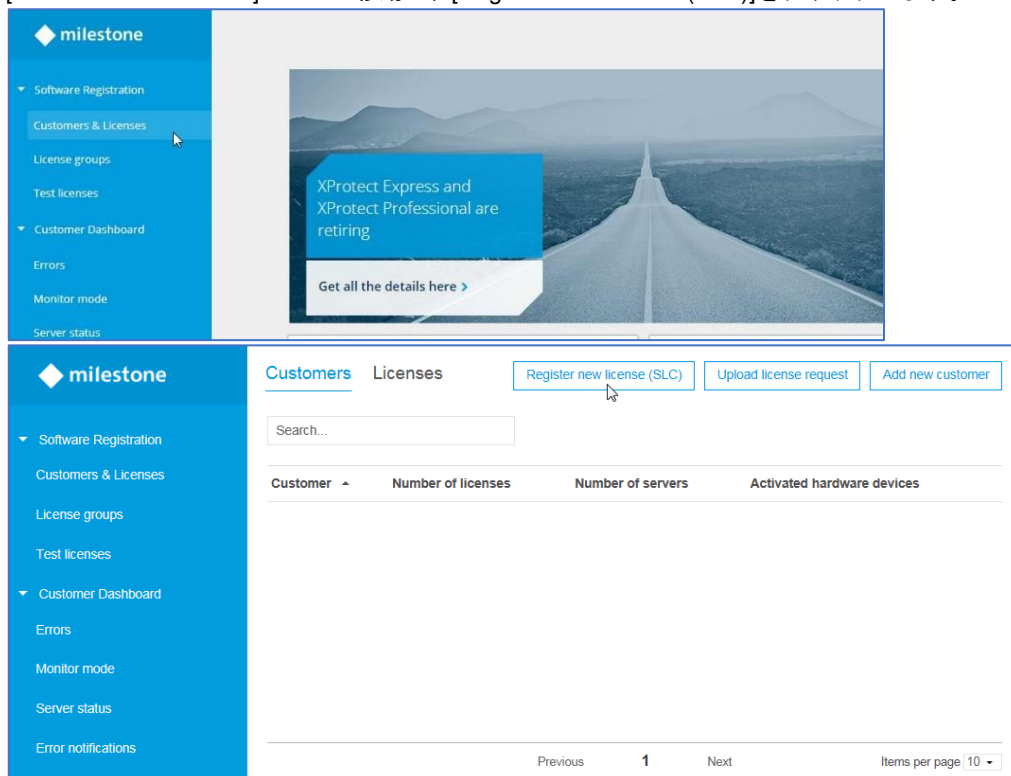 milestone
Software Registration
Customers & Licenses
License groups
Test licenses
Customer Dashboard
Errors
Monitor mode
Server status
XProtect Express and
XProtect Professional are
retiring
Get all the details here >
milestone
Software Registration
Customers & Licenses
License groups
Test licenses
Customer Dashboard
Errors
Monitor mode
Server status
Error notifications
Customers Licenses Register new license (SLC) Upload license request Add new customer
Search...
Customer Number of licenses Number of servers Activated hardware devices
Previous 1 Next Items per page 10